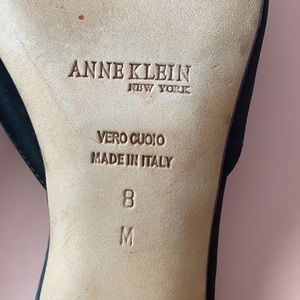 ANNE KLEIN
NEW YORK
VERO CUOIO
MADE IN ITALY
8
M